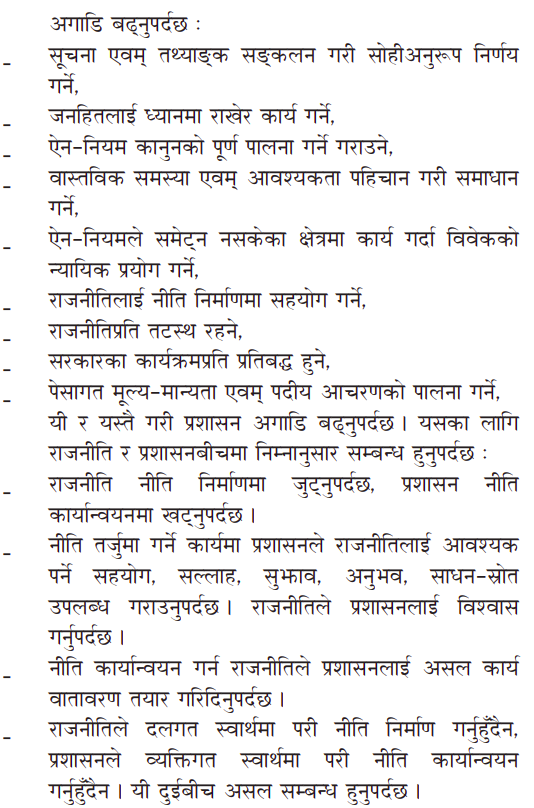 अगाडि बढ्नुपर्दछ :
- सूचना एवम् तथ्याङ्क सङ्कलन गरी सोहीअनुरूप निर्णय
गर्ने,
- जनहितलाई ध्यानमा राखेर कार्य गर्ने,
- ऐन-नियम कानुनको पूर्ण पालना गर्ने गराउने,
- वास्तविक समस्या एवम् आवश्यकता पहिचान गरी समाधान
गर्ने,
- ऐन-नियमले समेट्न नसकेका क्षेत्रमा कार्य गर्दा विवेकको
न्यायिक प्रयोग गर्ने,
- राजनीतिलाई नीति निर्माणमा सहयोग गर्ने,
- राजनीतिप्रति तटस्थ रहने,
- सरकारका कार्यक्रमप्रति प्रतिबद्ध हुने,
- पेसागत मूल्य-मान्यता एवम् पदीय आचरणको पालना गर्ने,
यी र यस्तै गरी प्रशासन अगाडि बढ्नुपर्दछ । यसका लागि
राजनीति र प्रशासनबीचमा निम्नानुसार सम्बन्ध हुनुपर्दछ :
- राजनीति नीति निर्माणमा जुट्नुपर्दछ, प्रशासन नीति
कार्यान्वयनमा खट्नुपर्दछ ।
- नीति तर्जुमा गर्ने कार्यमा प्रशासनले राजनीतिलाई आवश्यक
पर्ने सहयोग, सल्लाह, सुझाव, अनुभव, साधन-स्रोत
उपलब्ध गराउनुपर्दछ । राजनीतिले प्रशासनलाई विश्वास
गर्नुपर्दछ ।
- नीति कार्यान्वयन गर्न राजनीतिले प्रशासनलाई असल कार्य
वातावरण तयार गरिदिनुपर्दछ ।
- राजनीतिले दलगत स्वार्थमा परी नीति निर्माण गर्नुहुँदैन,
प्रशासनले व्यक्तिगत स्वार्थमा परी नीति कार्यान्वयन
गर्नुहुँदैन । यी दुईबीच असल सम्बन्ध हुनुपर्दछ ।